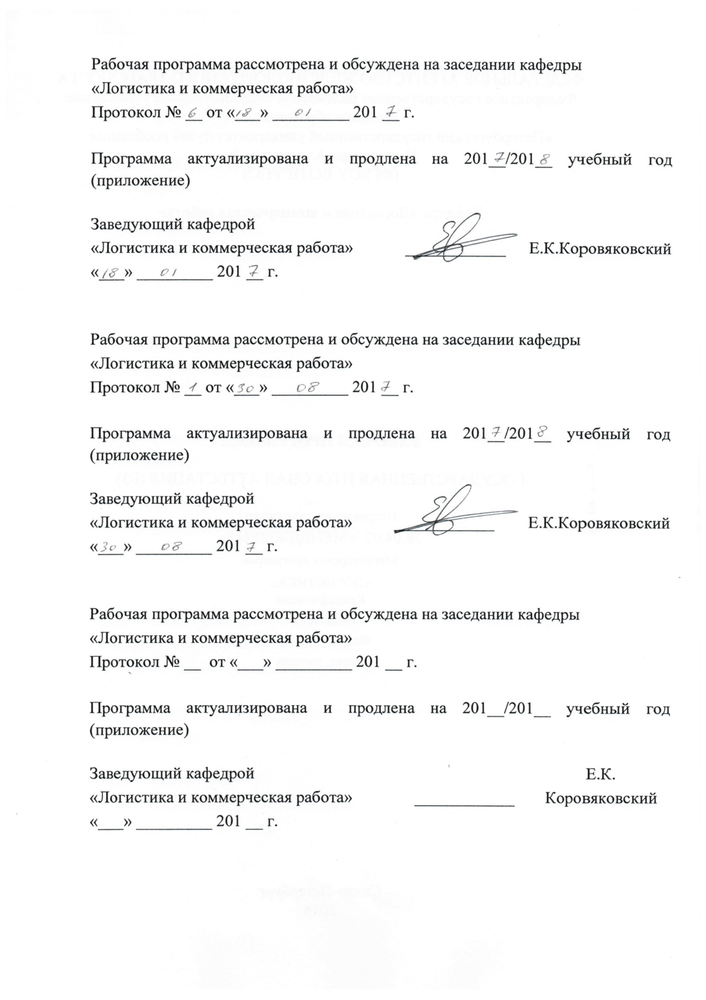 Рабочая программа рассмотрена и обсуждена на заседании кафедры
«Логистика и коммерческая работа»
Протокол № 6 от «18» 01 2017 г.
Программа актуализирована и продлена на 2017/2018 учебный год
(приложение)
Заведующий кафедрой
«Логистика и коммерческая работа» Е.К.Коровяковский
«18» 01 2017 г.
Рабочая программа рассмотрена и обсуждена на заседании кафедры
«Логистика и коммерческая работа»
Протокол № 1 от «30» 08 2017 г.
Программа актуализирована и продлена на 2017/2018 учебный год
(приложение)
Заведующий кафедрой
«Логистика и коммерческая работа» Е.К.Коровяковский
«30» 08 2017 г.
Рабочая программа рассмотрена и обсуждена на заседании кафедры
«Логистика и коммерческая работа»
Протокол № __ от «___» _________ 201 __ г.
Программа актуализирована и продлена на 201__/201__ учебный год
(приложение)
Заведующий кафедрой Е.К.
«Логистика и коммерческая работа» ____________ Коровяковский
«___» _________ 201 __ г.